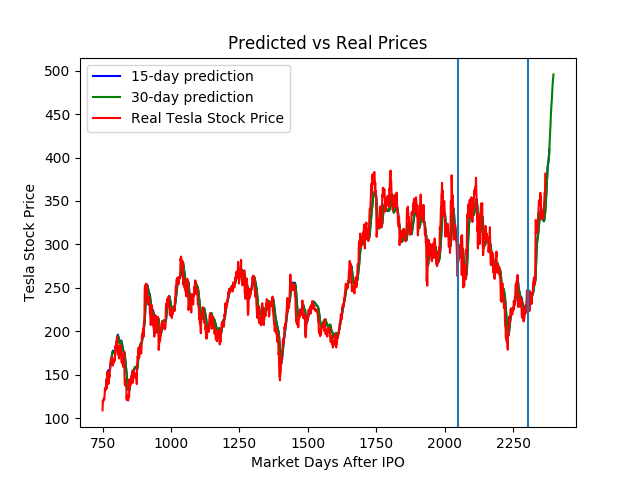 Predicted vs Real Prices
15-day prediction
30-day prediction
Real Tesla Stock Price
500
450
400
350
300
250
200
150
100
Tesla Stock Price
750 1000 1250 1500 1750 2000 2250
Market Days After IPO